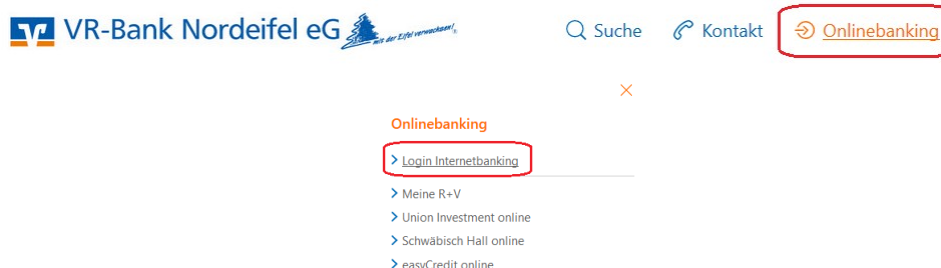 VR-Bank Nordeifel eG mit der Eifel verwachsen!
Suche Kontakt Onlinebanking
Onlinebanking
Login Internetbanking
Meine R+V
Union Investment online
Schwäbisch Hall online
easyCredit online